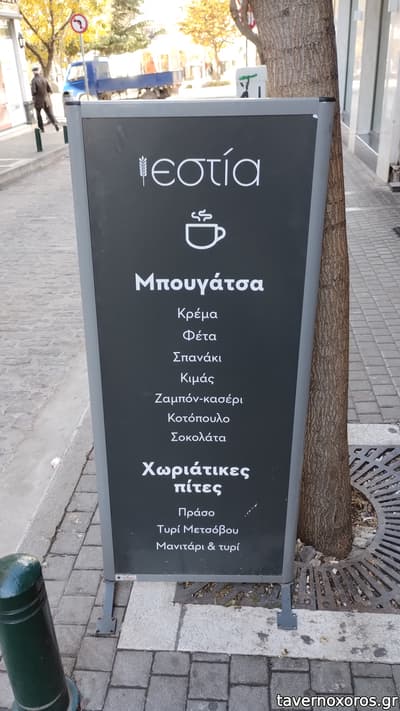 εστία
Μπουγάτσα
Κρέμα
Φέτα
Σπανάκι
Κιμάς
Ζαμπόν-κασέρι
Κοτόπουλο
Σοκολάτα
Χωριάτικες
πίτες
Πράσο
Τυρί Μετσόβου
Μανιτάρι & τυρί
tavernoxoros.gr